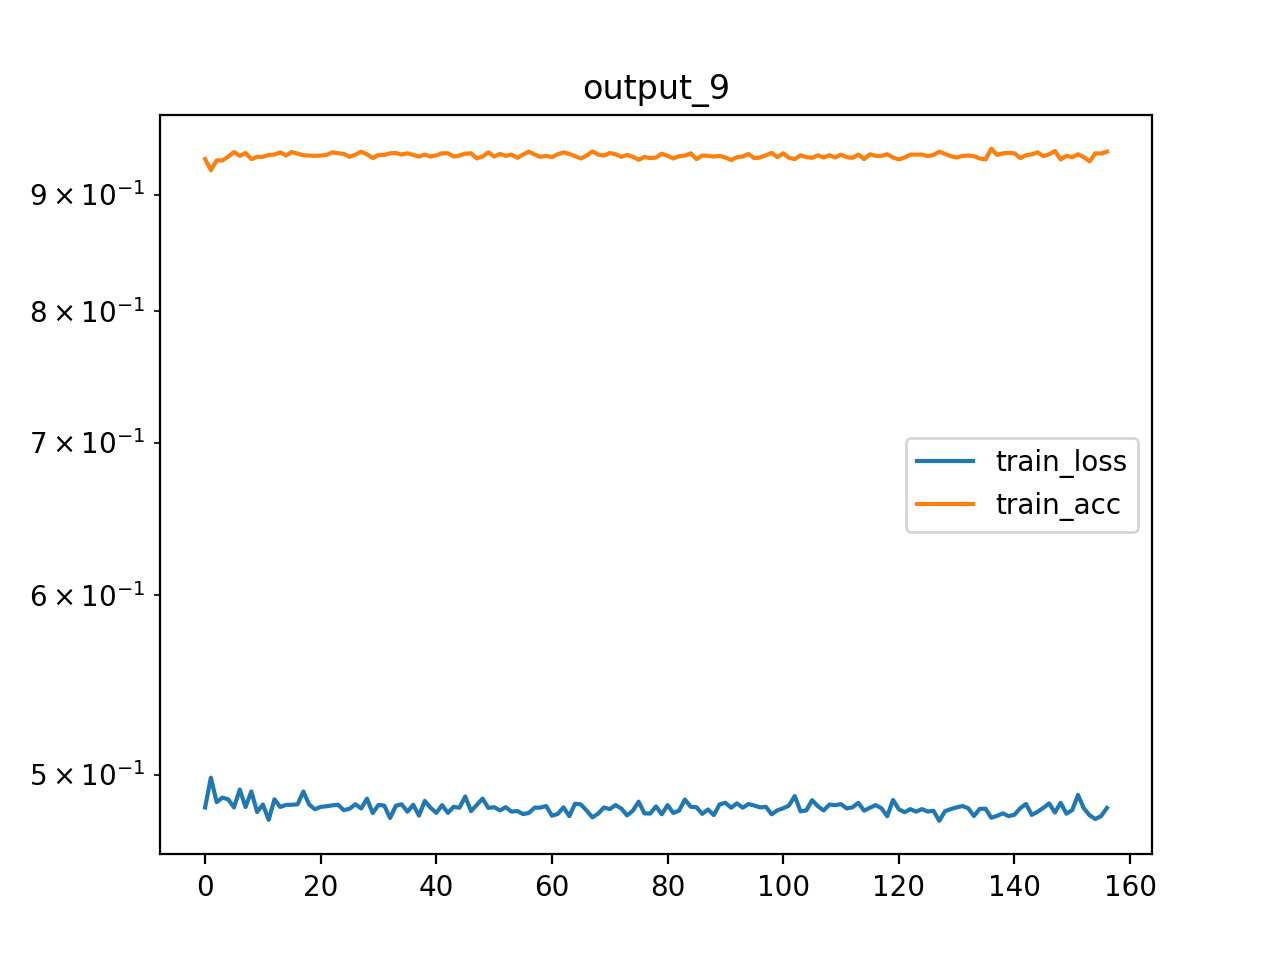 output_9
9 × 10⁻¹
8 × 10⁻¹
7 × 10⁻¹
6 × 10⁻¹
5 × 10⁻¹
train_loss
train_acc
0 20 40 60 80 100 120 140 160